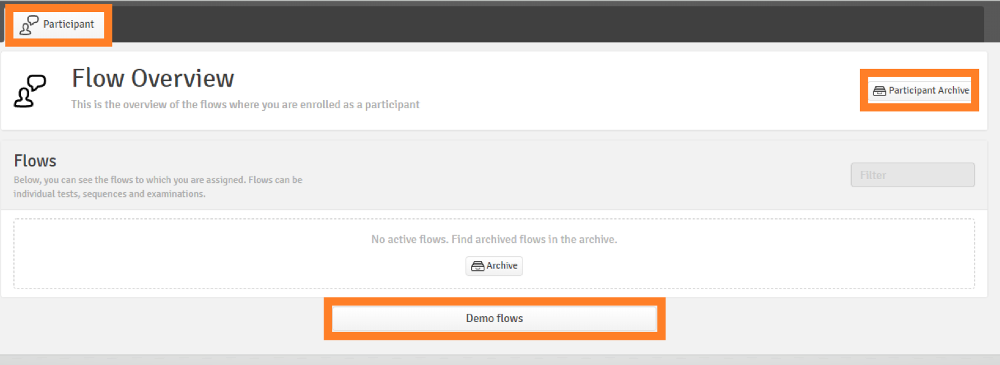 Participant
Flow Overview
This is the overview of the flows where you are enrolled as a participant
Participant Archive
Flows
Below, you can see the flows to which you are assigned. Flows can be
individual tests, sequences and examinations.
Filter
No active flows. Find archived flows in the archive.
Archive
Demo flows